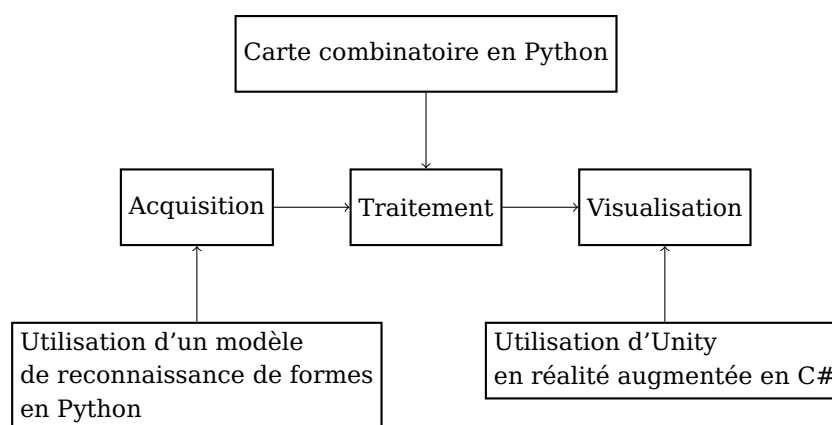 Carte combinatoire en Python
Acquisition
Traitement
Visualisation
Utilisation d’un modèle
de reconnaissance de formes
en Python
Utilisation d’Unity
en réalité augmentée en C#